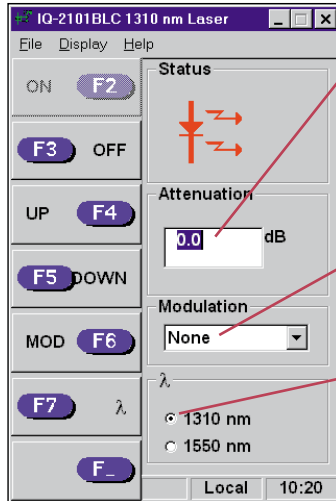 IQ-2101BLC 1310 nm Laser
File Display Help
ON F2
F3 OFF
UP F4
F5 DOWN
MOD F6
F7 λ
F_
Status
Attenuation
0.0 dB
Modulation
None
λ
1310 nm
1550 nm
Local 10:20